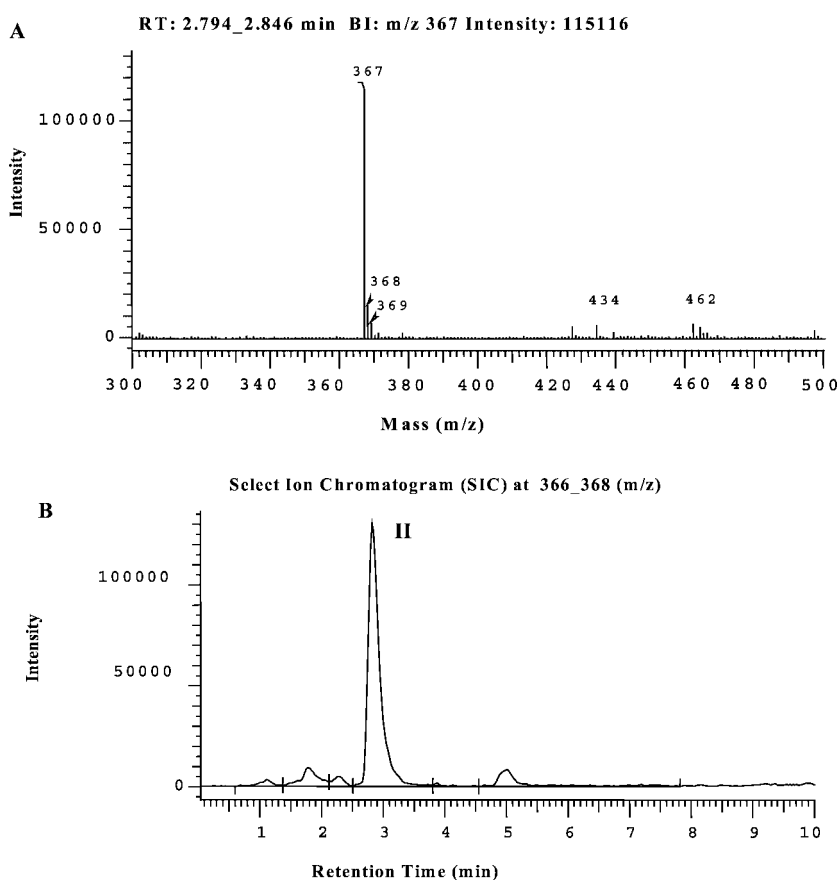 A
RT: 2.794_2.846 min BI: m/z 367 Intensity: 115116
367
100000
50000
368
369
434
462
0
Intensity
300 320 340 360 380 400 420 440 460 480 500
Mass (m/z)
Select Ion Chromatogram (SIC) at 366_368 (m/z)
B
II
100000
50000
0
Intensity
1 2 3 4 5 6 7 8 9 10
Retention Time (min)